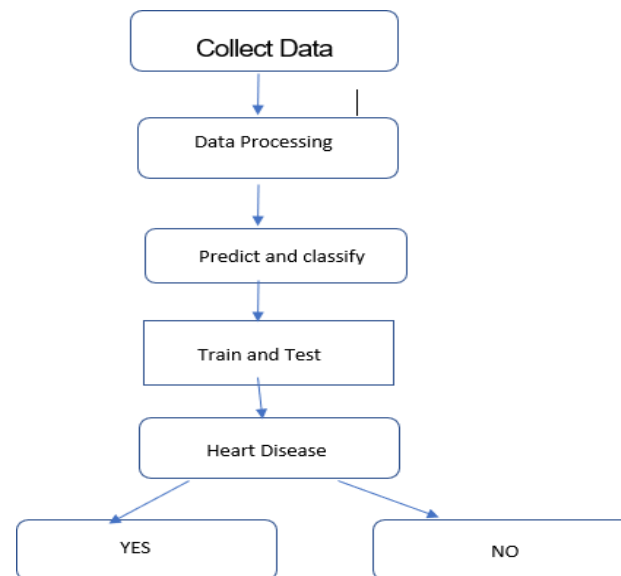 Collect Data
Data Processing
Predict and classify
Train and Test
Heart Disease
YES
NO